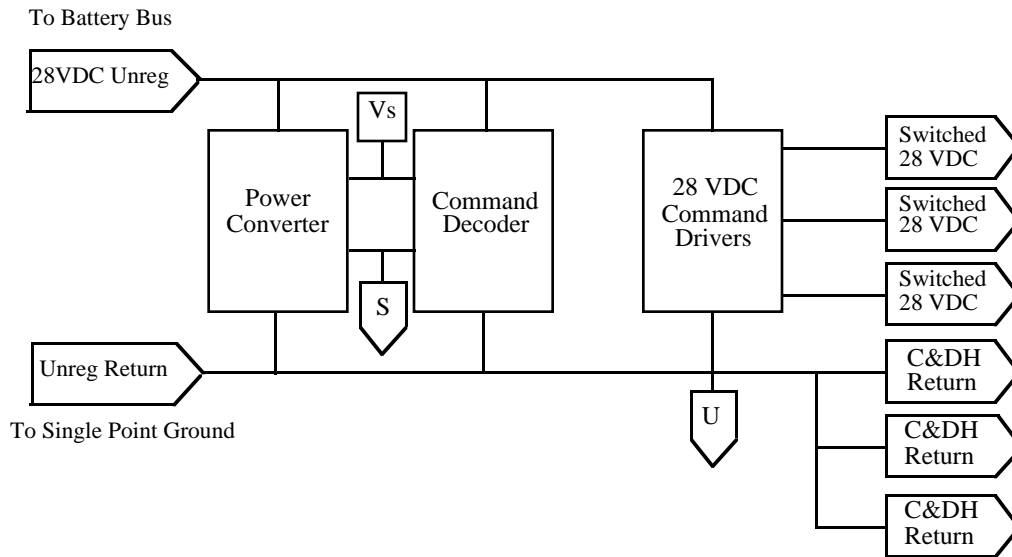 To Battery Bus
28VDC Unreg
Vs
Power
Converter
Command
Decoder
28 VDC
Command
Drivers
Switched
28 VDC
Switched
28 VDC
Switched
28 VDC
S
Unreg Return
To Single Point Ground
U
C&DH
Return
C&DH
Return
C&DH
Return